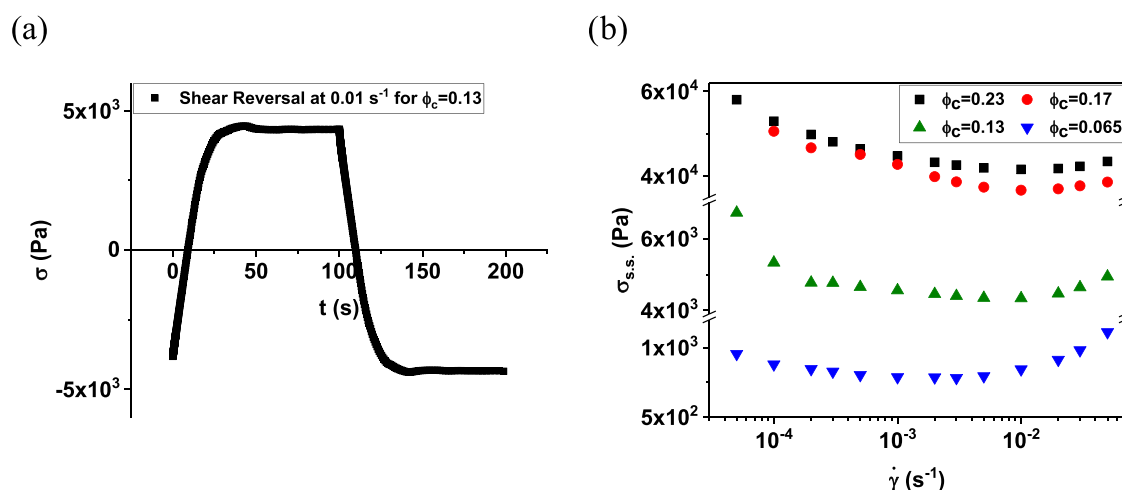 (a)
(b)
Shear Reversal at 0.01 s⁻¹ for ϕc=0.13
5x10³
0
-5x10³
0 50 100 150 200
σ (Pa)
t (s)
ϕc=0.23 ϕc=0.17
ϕc=0.13 ϕc=0.065
6x10⁴
4x10⁴
6x10³
4x10³
1x10³
5x10²
σs.s. (Pa)
10⁻⁴ 10⁻³ 10⁻²
γ̇ (s⁻¹)